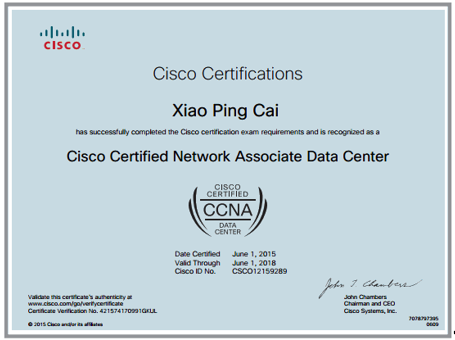 CISCO
Cisco Certifications
Xiao Ping Cai
has successfully completed the Cisco certification exam requirements and is recognized as a
Cisco Certified Network Associate Data Center
CISCO
CERTIFIED
CCNA
DATA
CENTER
Date Certified June 1, 2015
Valid Through June 1, 2018
Cisco ID No. CSCO12159289
John T Chambers
Validate this certificate's authenticity at
www.cisco.com/go/verifycertificate
Certificate Verification No. 421574170991GKUL
John Chambers
Chairman and CEO
Cisco Systems, Inc.
© 2015 Cisco and/or its affiliates
7078797395
0609